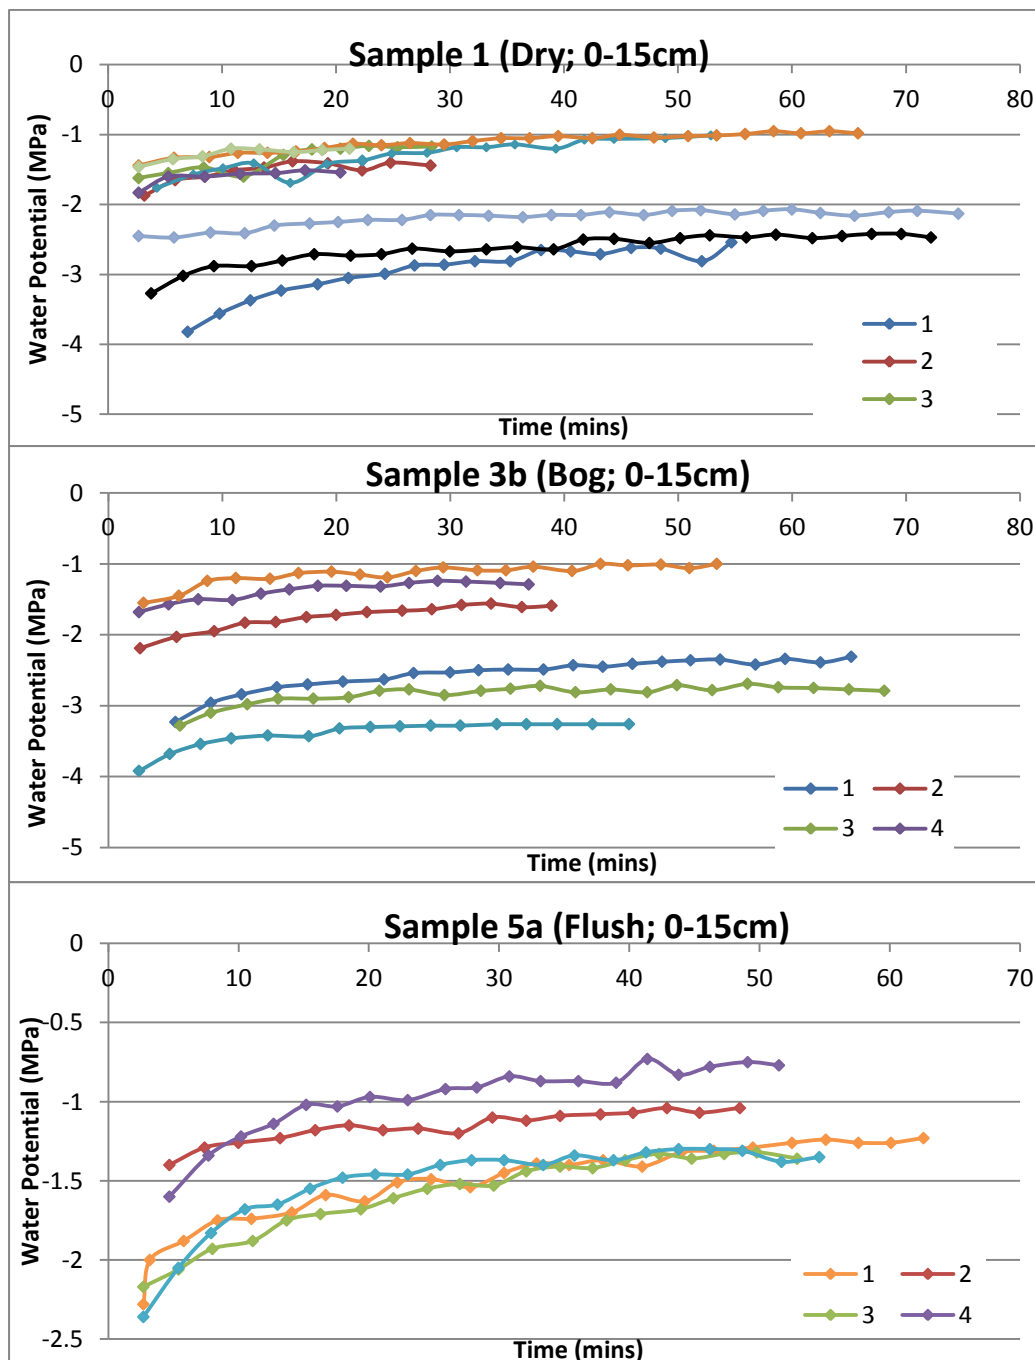 Sample 1 (Dry; 0-15cm)
0
0 10 20 30 40 50 60 70 80
-1
-2
-3
-4
-5
Water Potential (MPa)
1
2
3
Time (mins)
Sample 3b (Bog; 0-15cm)
0
0 10 20 30 40 50 60 70 80
-1
-2
-3
-4
-5
Water Potential (MPa)
1 2
3 4
Time (mins)
Sample 5a (Flush; 0-15cm)
0
0 10 20 30 40 50 60 70
-0.5
-1
-1.5
-2
-2.5
Water Potential (MPa)
1 2
3 4
Time (mins)